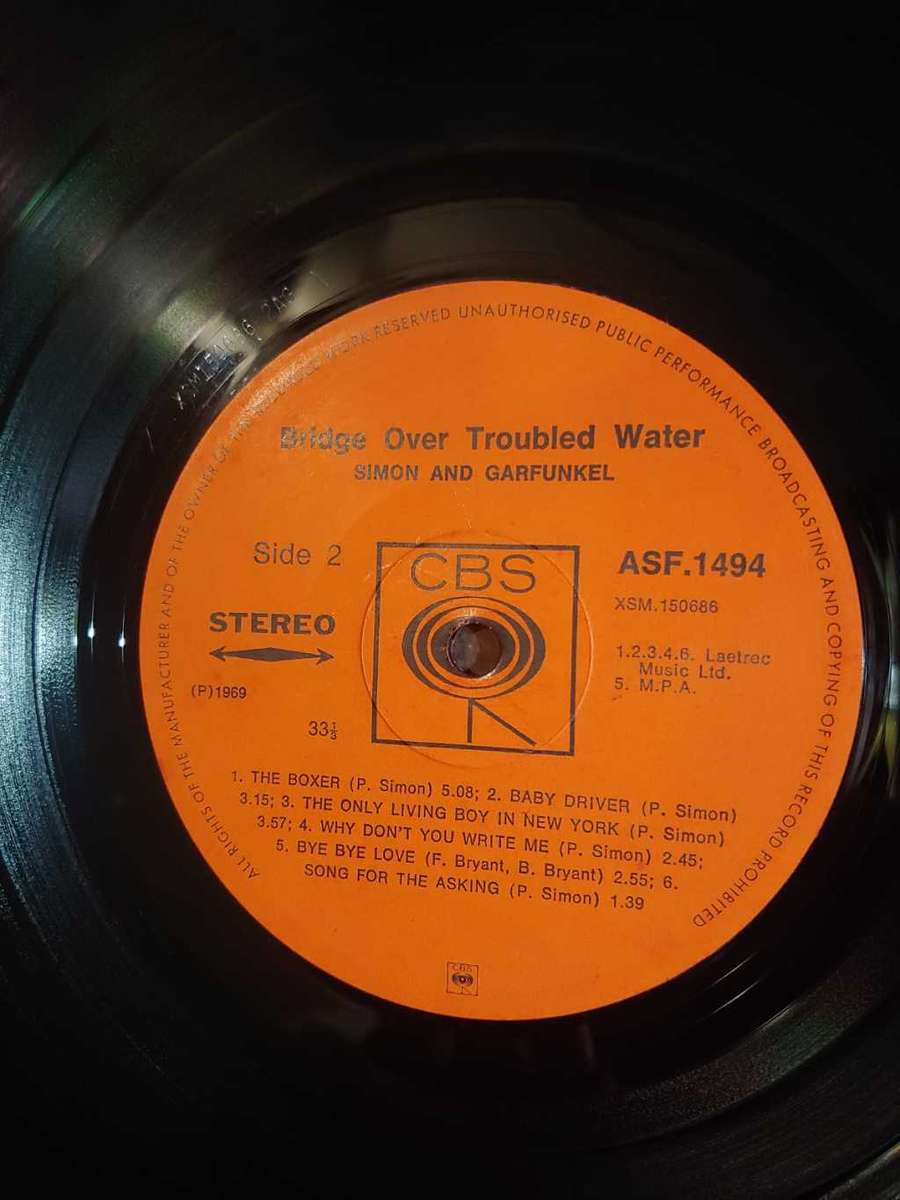 ALL RIGHTS OF THE MANUFACTURER AND OF THE OWNER OF THE RECORDED WORK RESERVED UNAUTHORISED PUBLIC PERFORMANCE BROADCASTING AND COPYING OF THIS RECORD PROHIBITED
Bridge Over Troubled Water
SIMON AND GARFUNKEL
Side 2
CBS
ASF.1494
XSM.150686
STEREO
1.2.3.4.6. Laetrec
Music Ltd.
5. M.P.A.
(P)1969
33⅓
1. THE BOXER (P. Simon) 5.08; 2. BABY DRIVER (P. Simon)
3.15; 3. THE ONLY LIVING BOY IN NEW YORK (P. Simon)
3.57; 4. WHY DON'T YOU WRITE ME (P. Simon) 2.45;
5. BYE BYE LOVE (F. Bryant, B. Bryant) 2.55; 6.
SONG FOR THE ASKING (P. Simon) 1.39
CBS